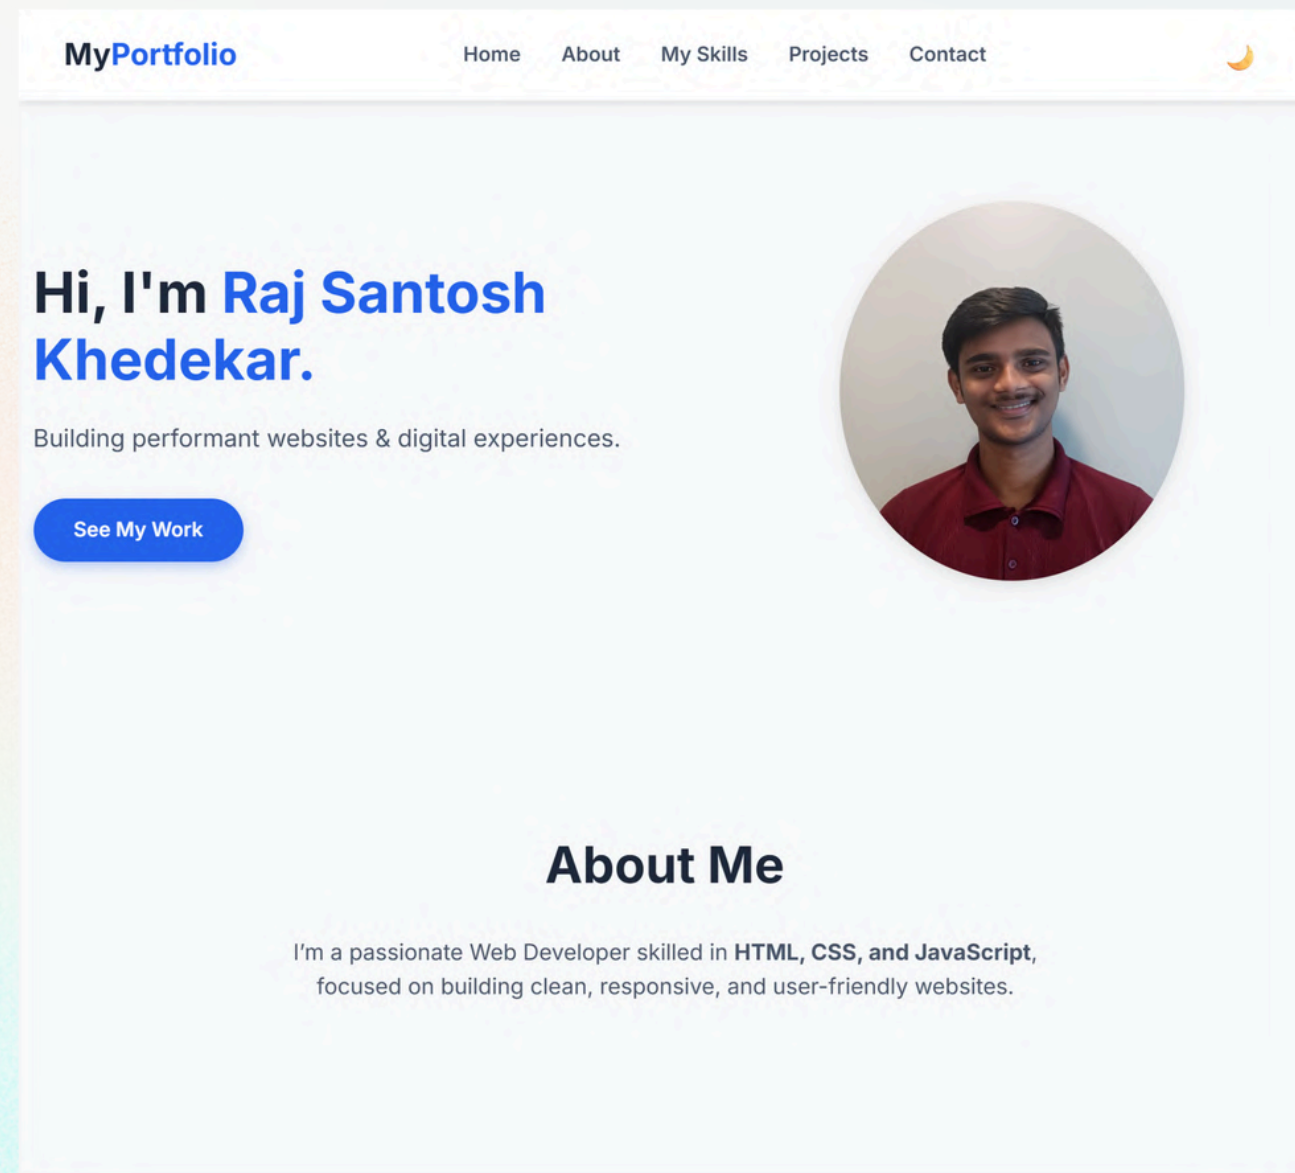 MyPortfolio
Home About My Skills Projects Contact
Hi, I'm Raj Santosh
Khedekar.
Building performant websites & digital experiences.
See My Work
About Me
I’m a passionate Web Developer skilled in HTML, CSS, and JavaScript,
focused on building clean, responsive, and user-friendly websites.